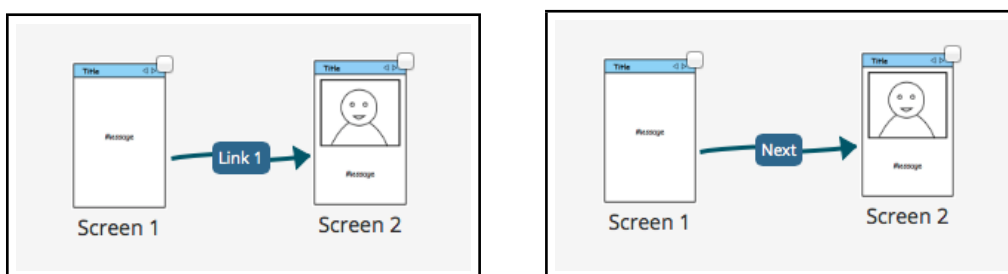 Title
Message
Link 1
Title
Message
Screen 1
Screen 2
Title
Message
Next
Title
Message
Screen 1
Screen 2